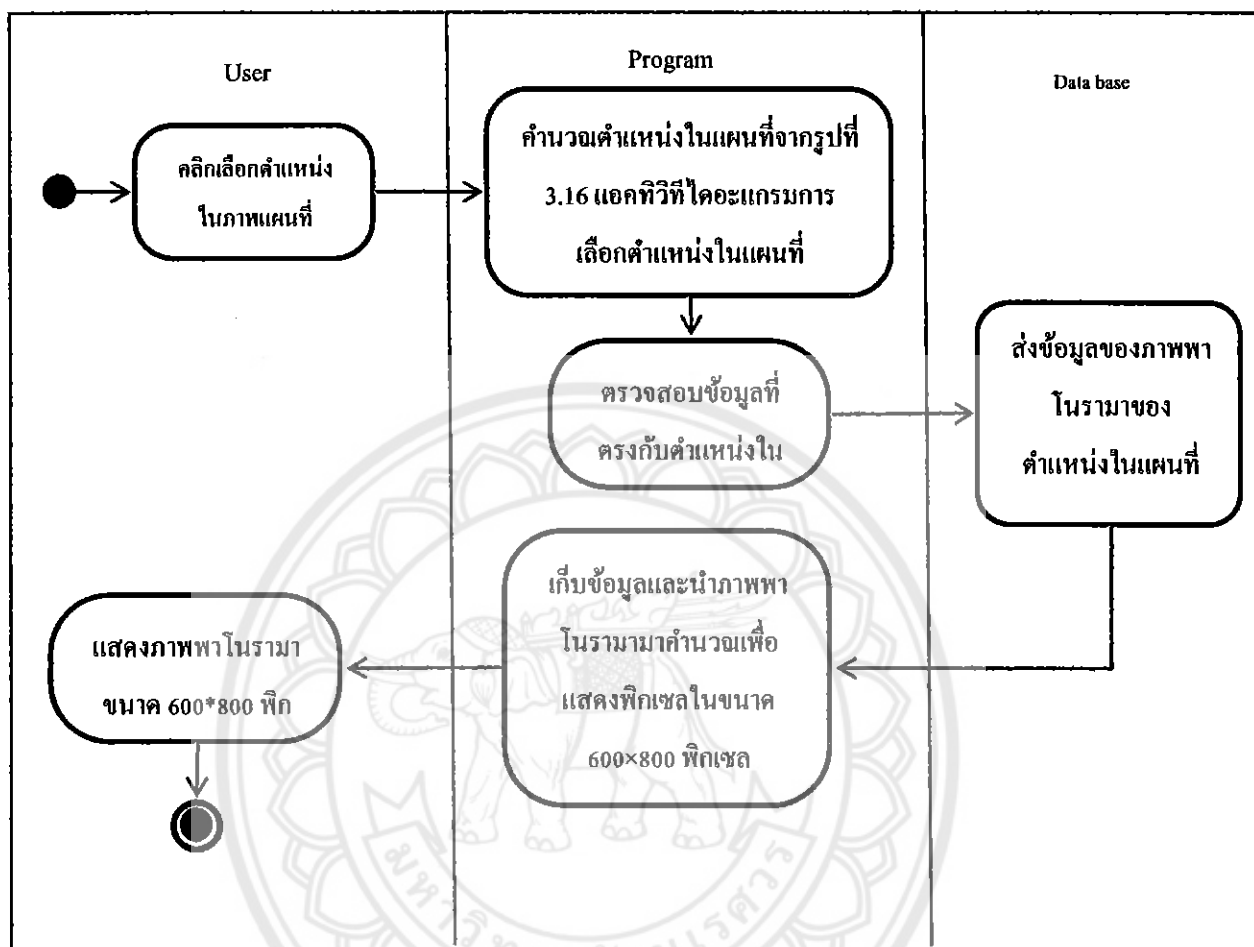 User
Program
Data base
คลิกเลือกตำแหน่ง
ในภาพแผนที่
คำนวณตำแหน่งในแผนที่จากรูปที่
3.16 แอคทิวิทีไดอะแกรมการ
เลือกตำแหน่งในแผนที่
ตรวจสอบข้อมูลที่
ตรงกับตำแหน่งใน
ส่งข้อมูลของภาพพา
โนรามาของ
ตำแหน่งในแผนที่
เก็บข้อมูลและนำภาพพา
โนรามามาคำนวณเพื่อ
แสดงพิกเซลในขนาด
600×800 พิกเซล
แสดงภาพพาโนรามา
ขนาด 600*800 พิก